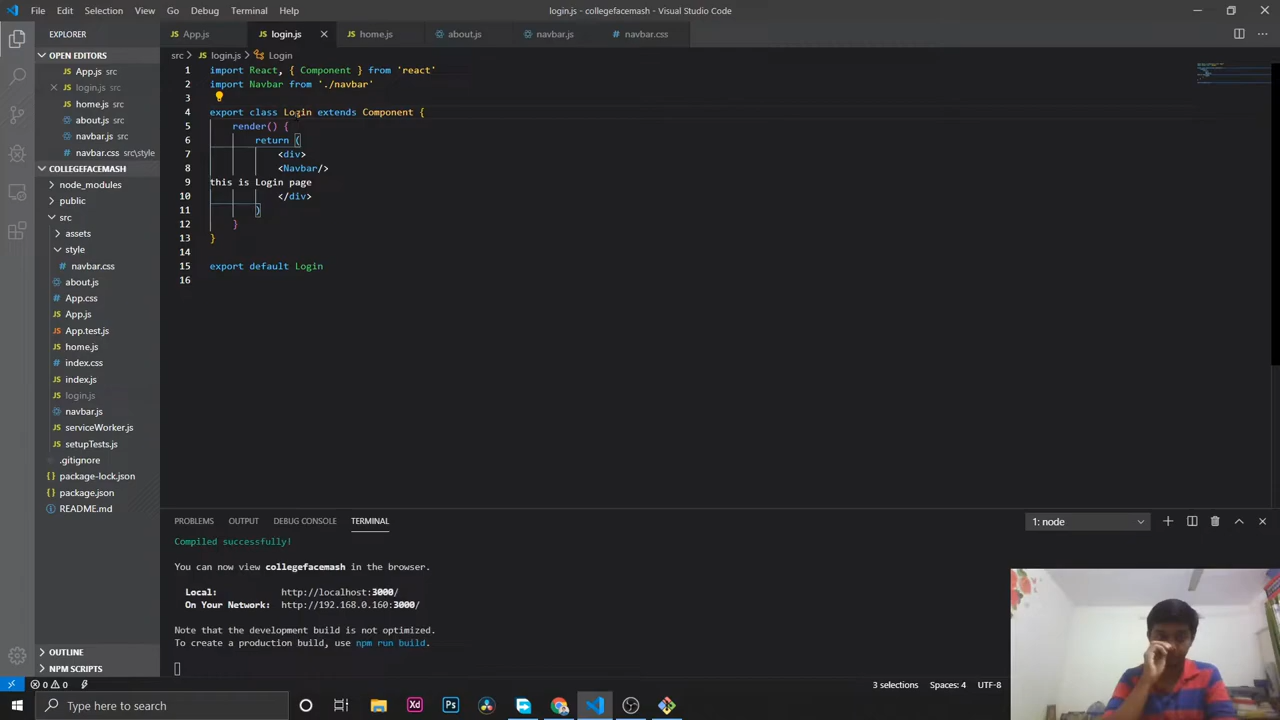 File Edit Selection View Go Debug Terminal Help
login.js - collegefacemash - Visual Studio Code
EXPLORER
JS App.js
JS login.js
JS home.js
about.js
navbar.js
# navbar.css
OPEN EDITORS
JS App.js src
JS login.js src
JS home.js src
about.js src
navbar.js src
# navbar.css src\style
COLLEGEFACEMASH
node_modules
public
src
assets
style
# navbar.css
about.js
# App.css
JS App.js
JS App.test.js
JS home.js
# index.css
JS index.js
JS login.js
navbar.js
JS serviceWorker.js
JS setupTests.js
.gitignore
{} package-lock.json
{} package.json
README.md
OUTLINE
NPM SCRIPTS
src > JS login.js > Login
1 import React, { Component } from 'react'
2 import Navbar from './navbar'
3
4 export class Login extends Component {
5 render() {
6 return (
7 <div>
8 <Navbar/>
9 this is Login page
10 </div>
11 )
12 }
13 }
14
15 export default Login
16
PROBLEMS OUTPUT DEBUG CONSOLE TERMINAL
1: node
Compiled successfully!
You can now view collegefacemash in the browser.
Local: http://localhost:3000/
On Your Network: http://192.168.0.160:3000/
Note that the development build is not optimized.
To create a production build, use npm run build.
0 0
3 selections Spaces: 4 UTF-8
Type here to search
Xd
Ps